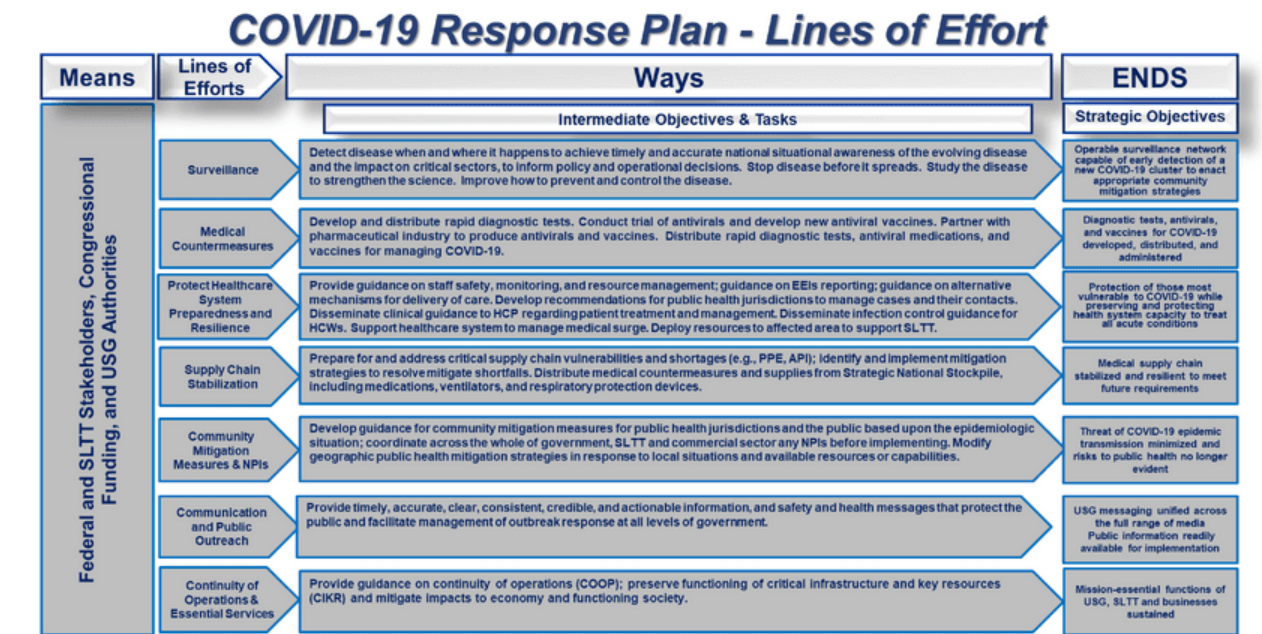 COVID-19 Response Plan - Lines of Effort
Means
Lines of
Efforts
Ways
ENDS
Intermediate Objectives & Tasks
Strategic Objectives
Federal and SLTT Stakeholders, Congressional
Funding, and USG Authorities
Surveillance
Detect disease when and where it happens to achieve timely and accurate national situational awareness of the evolving disease
and the impact on critical sectors, to inform policy and operational decisions. Stop disease before it spreads. Study the disease
to strengthen the science. Improve how to prevent and control the disease.
Operable surveillance network
capable of early detection of a
new COVID-19 cluster to enact
appropriate community
mitigation strategies
Medical
Countermeasures
Develop and distribute rapid diagnostic tests. Conduct trial of antivirals and develop new antiviral vaccines. Partner with
pharmaceutical industry to produce antivirals and vaccines. Distribute rapid diagnostic tests, antiviral medications, and
vaccines for managing COVID-19.
Diagnostic tests, antivirals,
and vaccines for COVID-19
developed, distributed, and
administered
Protect Healthcare
System
Preparedness and
Resilience
Provide guidance on staff safety, monitoring, and resource management; guidance on EEIs reporting; guidance on alternative
mechanisms for delivery of care. Develop recommendations for public health jurisdictions to manage cases and their contacts.
Disseminate clinical guidance to HCP regarding patient treatment and management. Disseminate infection control guidance for
HCWs. Support healthcare system to manage medical surge. Deploy resources to affected area to support SLTT.
Protection of those most
vulnerable to COVID-19 while
preserving and protecting
health system capacity to treat
all acute conditions
Supply Chain
Stabilization
Prepare for and address critical supply chain vulnerabilities and shortages (e.g., PPE, API); identify and implement mitigation
strategies to resolve mitigate shortfalls. Distribute medical countermeasures and supplies from Strategic National Stockpile,
including medications, ventilators, and respiratory protection devices.
Medical supply chain
stabilized and resilient to meet
future requirements
Community
Mitigation
Measures & NPIs
Develop guidance for community mitigation measures for public health jurisdictions and the public based upon the epidemiologic
situation; coordinate across the whole of government, SLTT and commercial sector any NPIs before implementing. Modify
geographic public health mitigation strategies in response to local situations and available resources or capabilities.
Threat of COVID-19 epidemic
transmission minimized and
risks to public health no longer
evident
Communication
and Public
Outreach
Provide timely, accurate, clear, consistent, credible, and actionable information, and safety and health messages that protect the
public and facilitate management of outbreak response at all levels of government.
USG messaging unified across
the full range of media
Public information readily
available for implementation
Continuity of
Operations &
Essential Services
Provide guidance on continuity of operations (COOP); preserve functioning of critical infrastructure and key resources
(CIKR) and mitigate impacts to economy and functioning society.
Mission-essential functions of
USG, SLTT and businesses
sustained